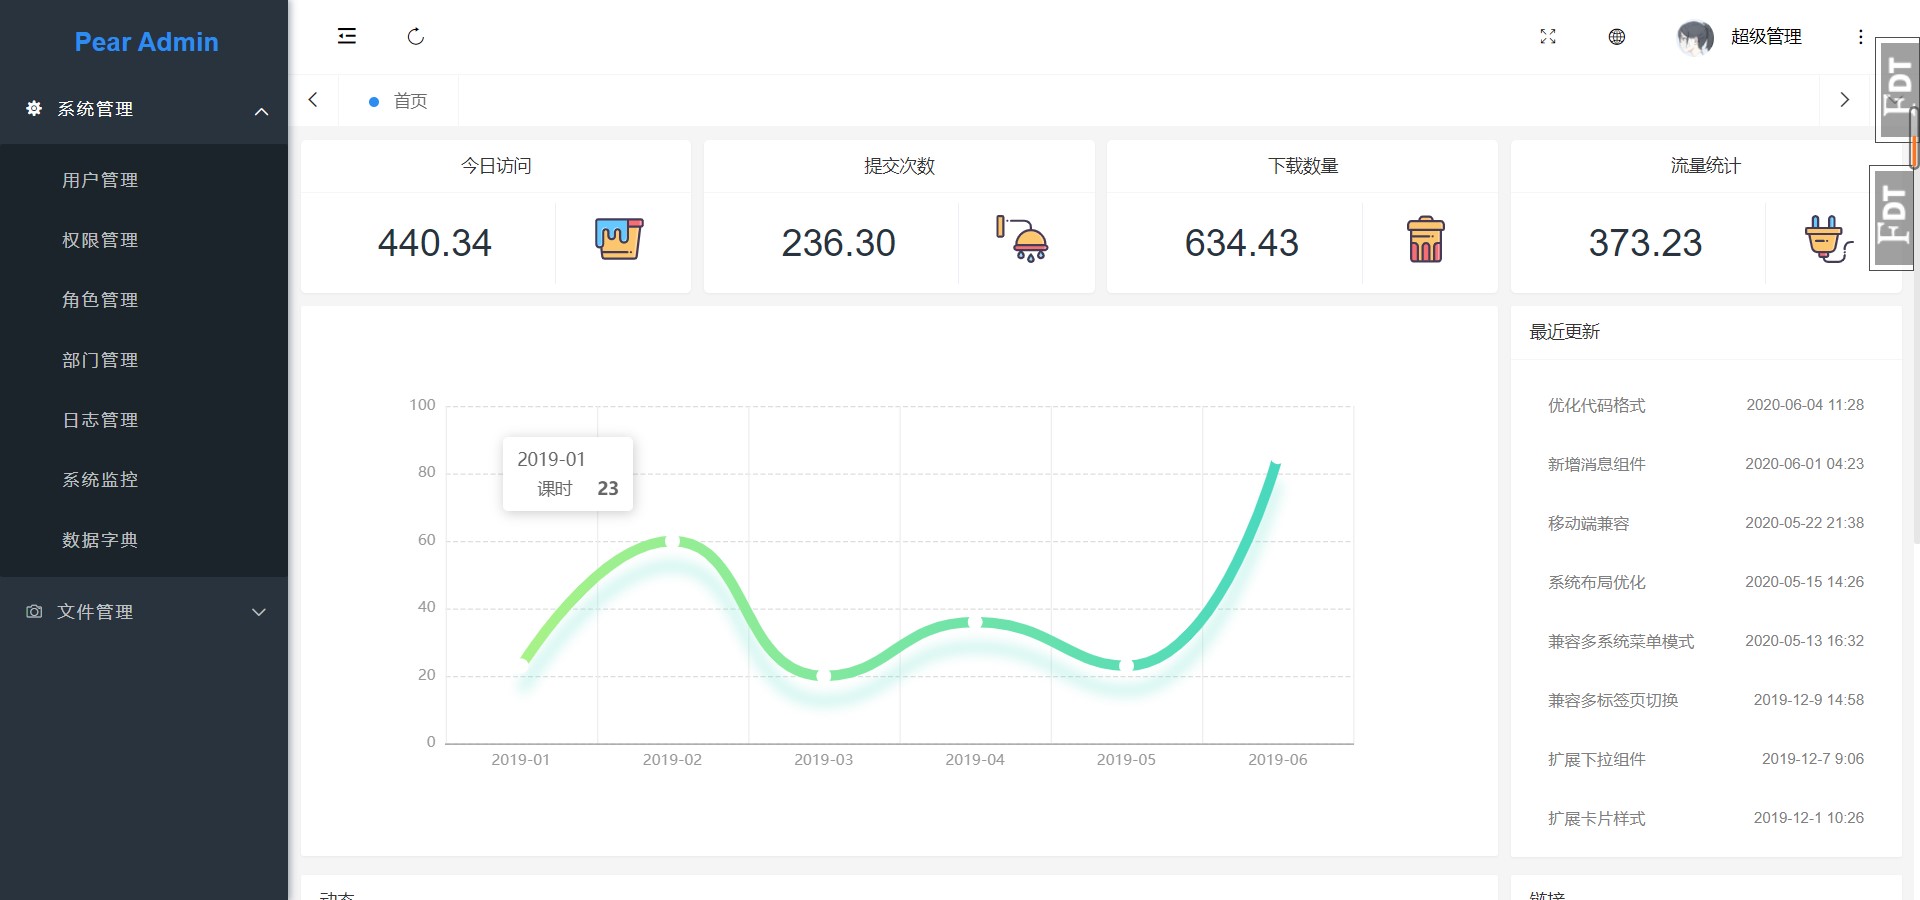 Pear Admin
系统管理
用户管理
权限管理
角色管理
部门管理
日志管理
系统监控
数据字典
文件管理
超级管理
首页
今日访问
440.34
提交次数
236.30
下载数量
634.43
流量统计
373.23
FDT
FDT
100
80
60
40
20
0
2019-01
课时 23
2019-01 2019-02 2019-03 2019-04 2019-05 2019-06
最近更新
优化代码格式 2020-06-04 11:28
新增消息组件 2020-06-01 04:23
移动端兼容 2020-05-22 21:38
系统布局优化 2020-05-15 14:26
兼容多系统菜单模式 2020-05-13 16:32
兼容多标签页切换 2019-12-9 14:58
扩展下拉组件 2019-12-7 9:06
扩展卡片样式 2019-12-1 10:26
动态
链接